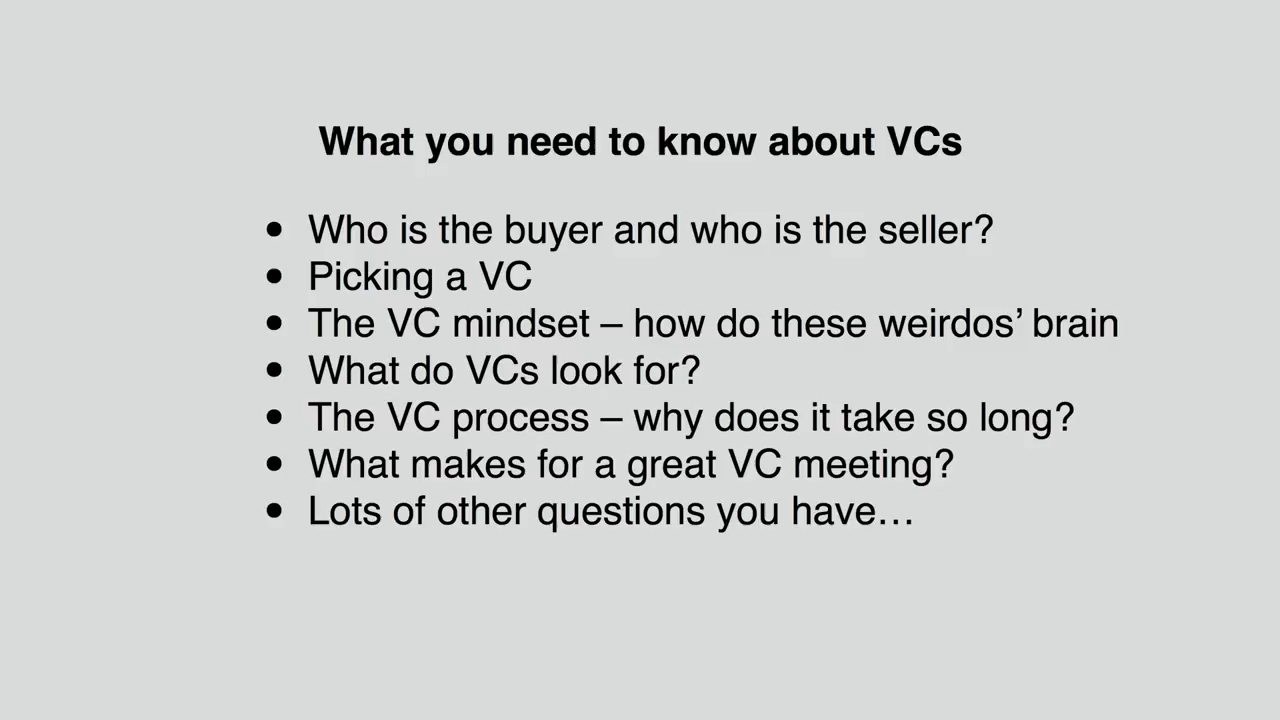 What you need to know about VCs
• Who is the buyer and who is the seller?
• Picking a VC
• The VC mindset – how do these weirdos’ brain
• What do VCs look for?
• The VC process – why does it take so long?
• What makes for a great VC meeting?
• Lots of other questions you have…